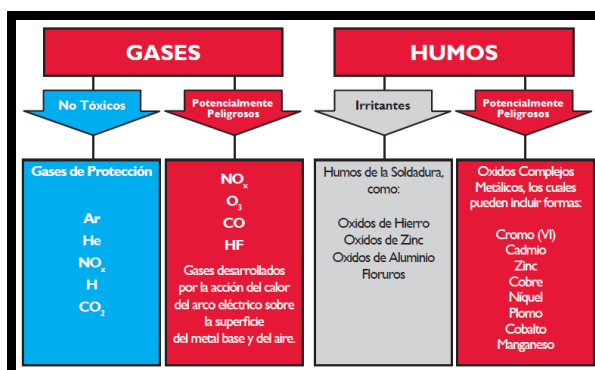 GASES
No Tóxicos
Potencialmente
Peligrosos
Gases de Protección
Ar
He
NOx
H
CO2
NOx
O3
CO
HF
Gases desarrollados
por la acción del calor
del arco eléctrico sobre
la superficie
del metal base y del aire.
HUMOS
Irritantes
Potencialmente
Peligrosos
Humos de la Soldadura,
como:
Oxidos de Hierro
Oxidos de Zinc
Oxidos de Aluminio
Floruros
Oxidos Complejos
Metálicos, los cuales
pueden incluir formas:
Cromo (VI)
Cadmio
Zinc
Cobre
Níquel
Plomo
Cobalto
Manganeso